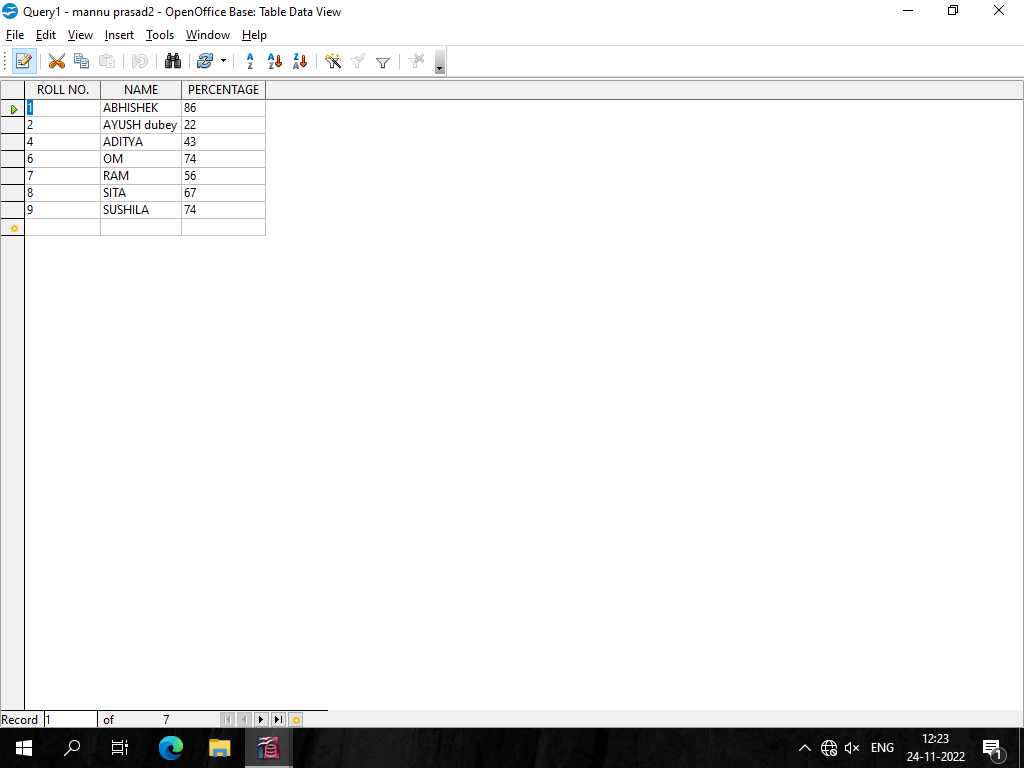 Query1 - mannu prasad2 - OpenOffice Base: Table Data View
File Edit View Insert Tools Window Help
ROLL NO. NAME PERCENTAGE
1 ABHISHEK 86
2 AYUSH dubey 22
4 ADITYA 43
6 OM 74
7 RAM 56
8 SITA 67
9 SUSHILA 74
Record 1 of 7
ENG
12:23
24-11-2022
1